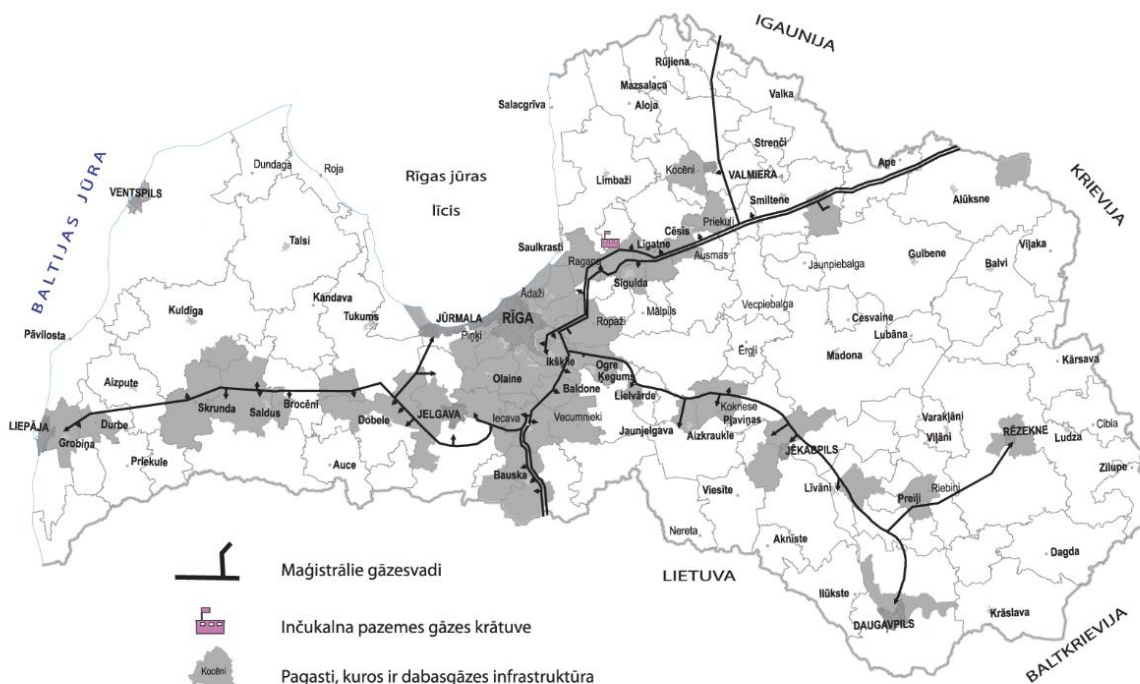 IGAUNIJA
Rūjiena
Mazsalaca
Valka
Salacgrīva
Aloja
Strenči
Ape
Dundaga
Roja
Rīgas jūras
līcis
Kocēni
VALMIERA
KRIEVIJA
BALTIJAS JŪRA
VENTSPILS
Limbaži
Smiltene
Alūksne
Priekuļi
Talsi
Saulkrasti
Cēsis
Līgatne
Ausmas
Gulbene
Viļaka
Ragana
Jaunpiebalga
Balvi
Sigulda
Ādaži
Kandava
Kuldīga
Tukums
JŪRMALA
RĪGA
Ropaži
Mālpils
Vecpiebalga
Cesvaine
Lubāna
Pāvilosta
Piņķi
Ērgļi
Madona
Kārsava
Ikšķile
Ogre
Ķegums
Olaine
Baldone
Aizpute
Lielvārde
Skrunda
Saldus
Brocēni
JELGAVA
Iecava
Vecumnieki
Koknese
Pļaviņas
Varakļāni
Viļāni
RĒZEKNE
Ludza
Cibla
LIEPĀJA
Grobiņa
Durbe
Dobele
Jaunjelgava
Aizkraukle
JĒKABPILS
Zilupe
Priekule
Auce
Bauska
Viesīte
Līvāni
Preiļi
Riebiņi
Nereta
Aknīste
Dagda
LIETUVA
Maģistrālie gāzesvadi
Ilūkste
Krāslava
Inčukalna pazemes gāzes krātuve
DAUGAVPILS
BALTKRIEVIJA
Kocēni
Pagasti, kuros ir dabasgāzes infrastruktūra